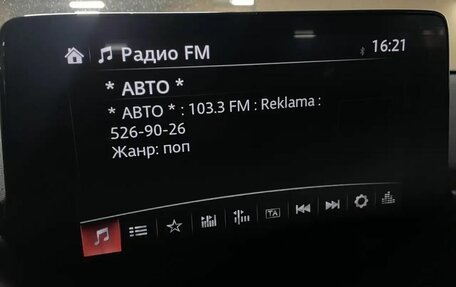 Радио FM
16:21
* АВТО *
* АВТО * : 103.3 FM : Reklama :
526-90-26
Жанр: поп
TA